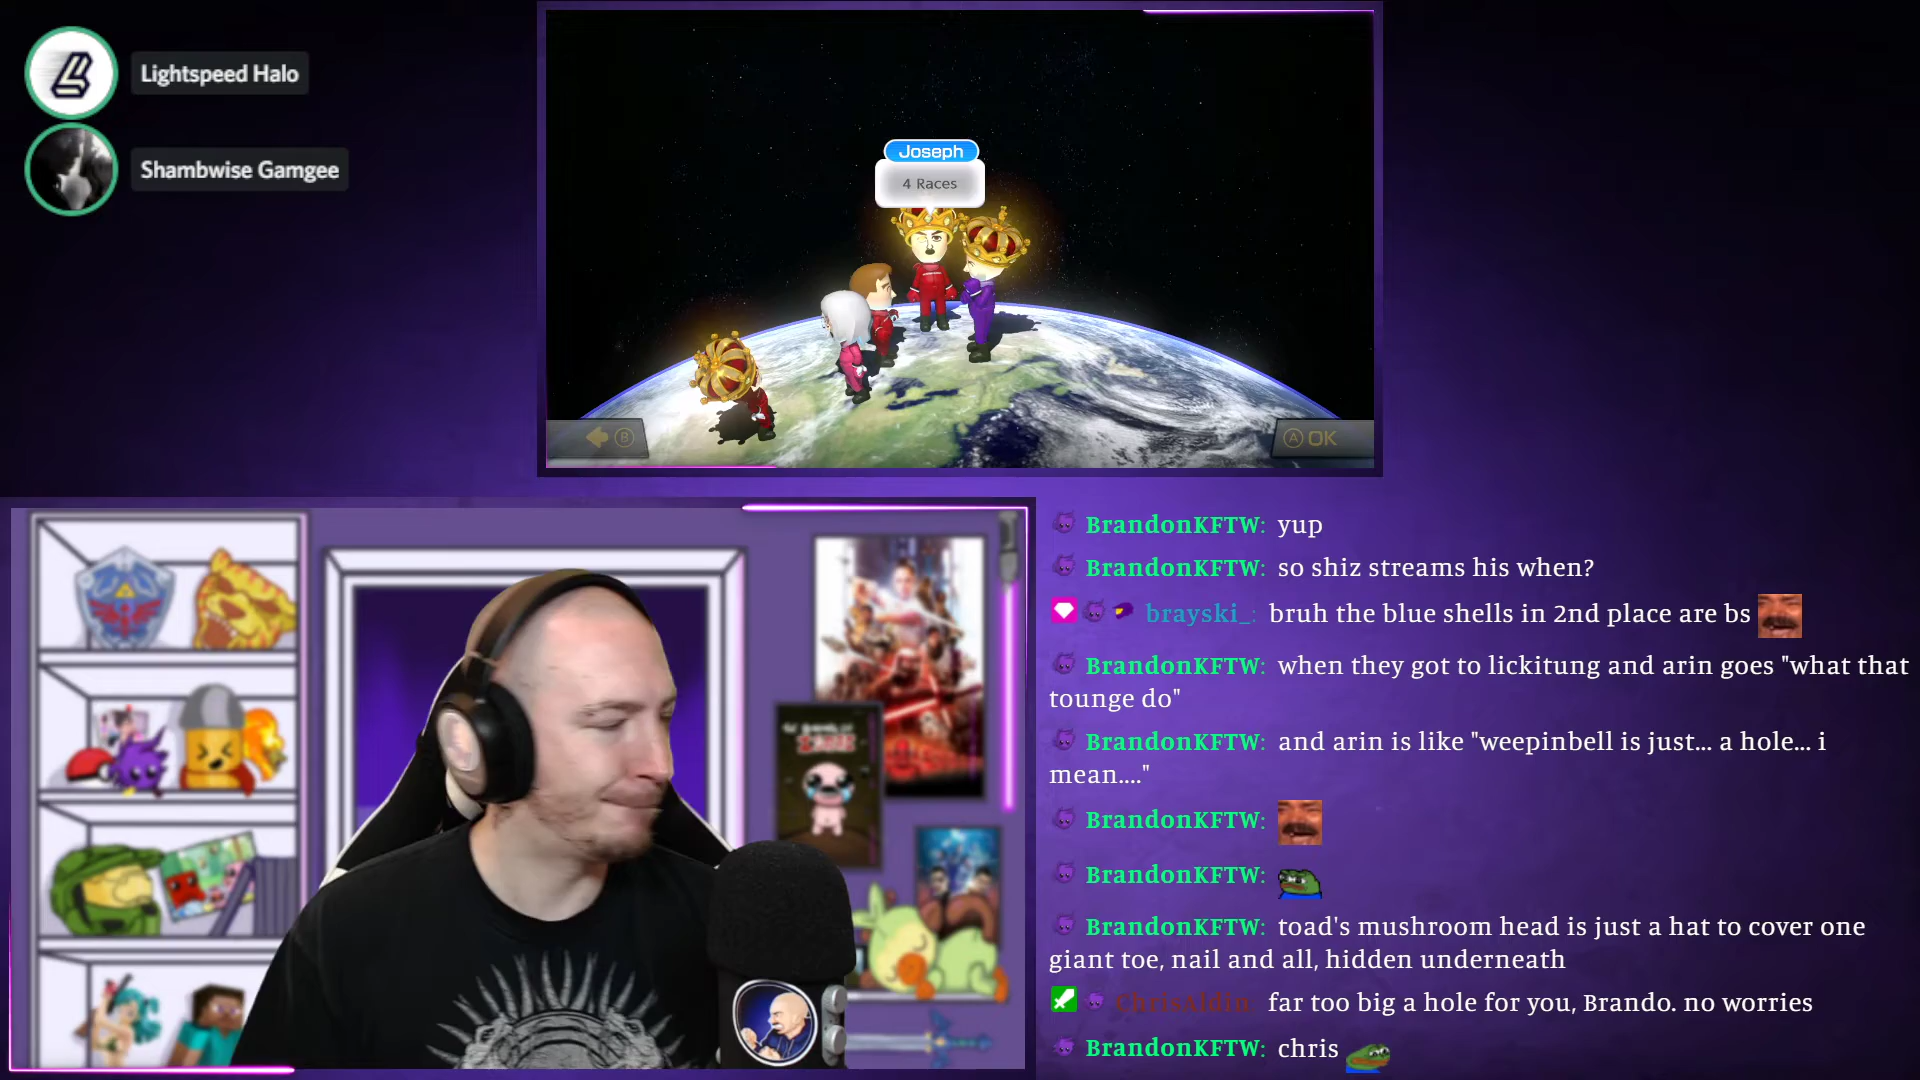 Lightspeed Halo
Shambwise Gamgee
Joseph
4 Races
B
A OK
BrandonKFTW: yup
BrandonKFTW: so shiz streams his when?
brayski_: bruh the blue shells in 2nd place are bs
BrandonKFTW: when they got to lickitung and arin goes "what that
tounge do"
BrandonKFTW: and arin is like "weepinbell is just... a hole... i
mean...."
BrandonKFTW:
BrandonKFTW:
BrandonKFTW: toad's mushroom head is just a hat to cover one
giant toe, nail and all, hidden underneath
ChrisAldin: far too big a hole for you, Brando. no worries
BrandonKFTW: chris